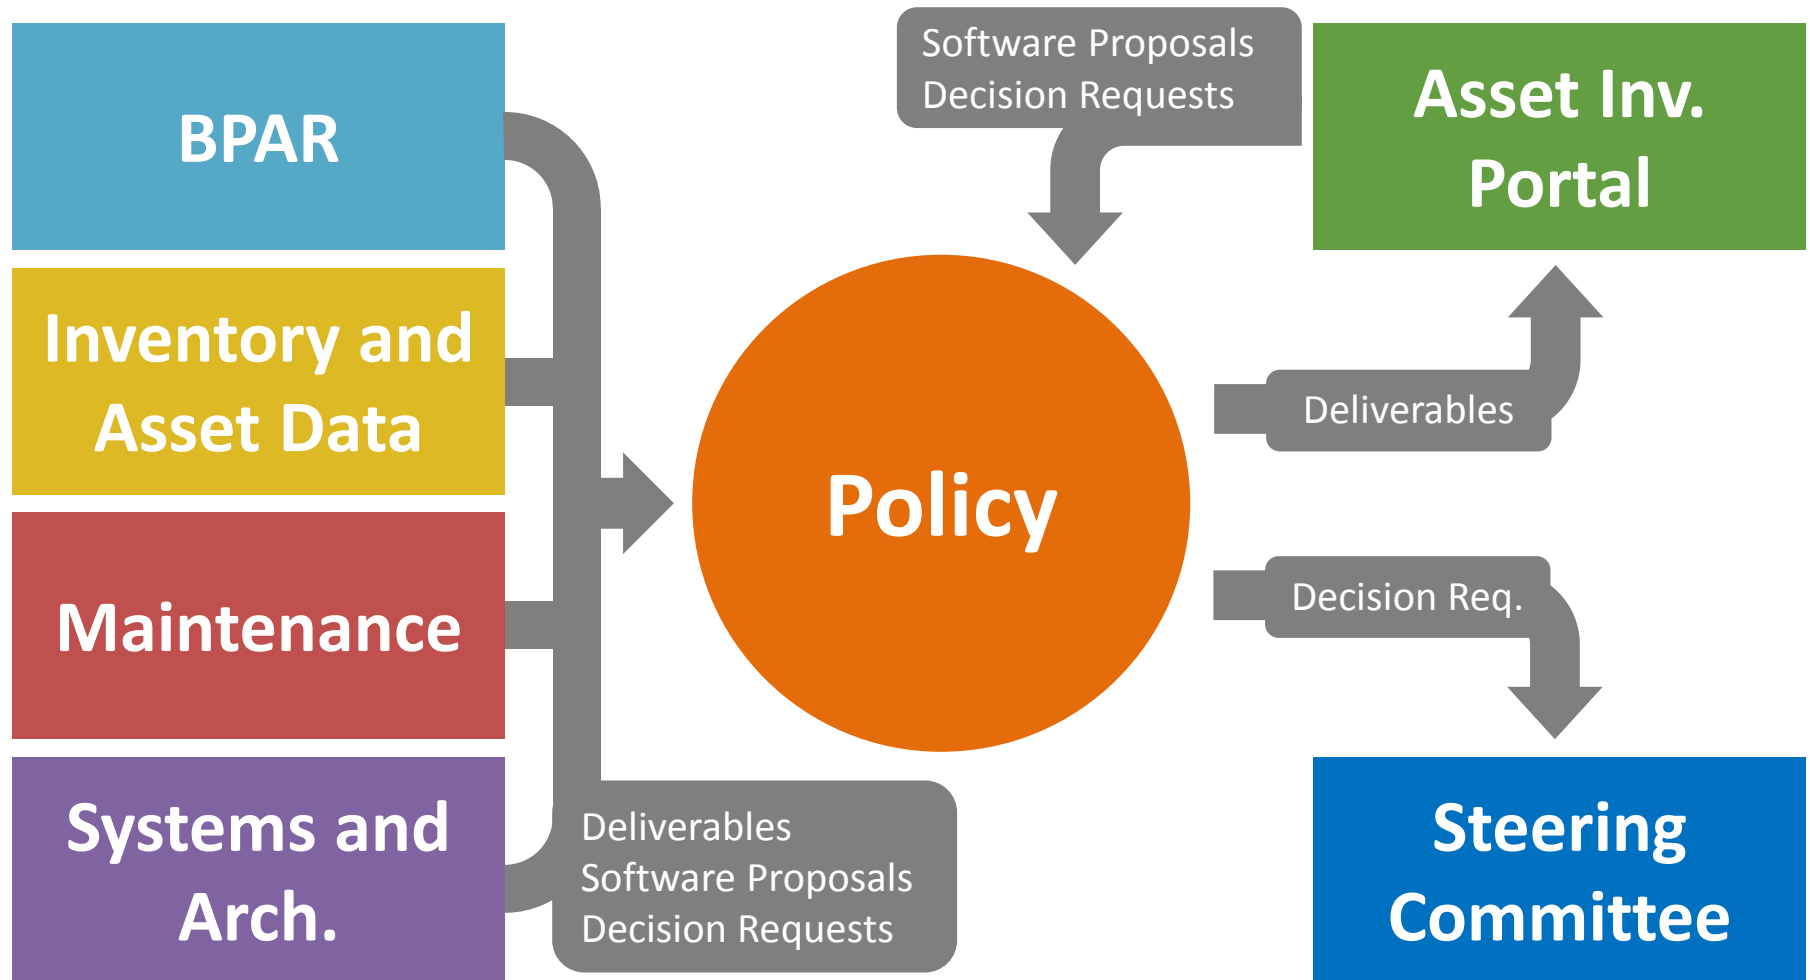 BPAR
Inventory and
Asset Data
Maintenance
Systems and
Arch.
Deliverables
Software Proposals
Decision Requests
Policy
Software Proposals
Decision Requests
Asset Inv.
Portal
Deliverables
Decision Req.
Steering
Committee